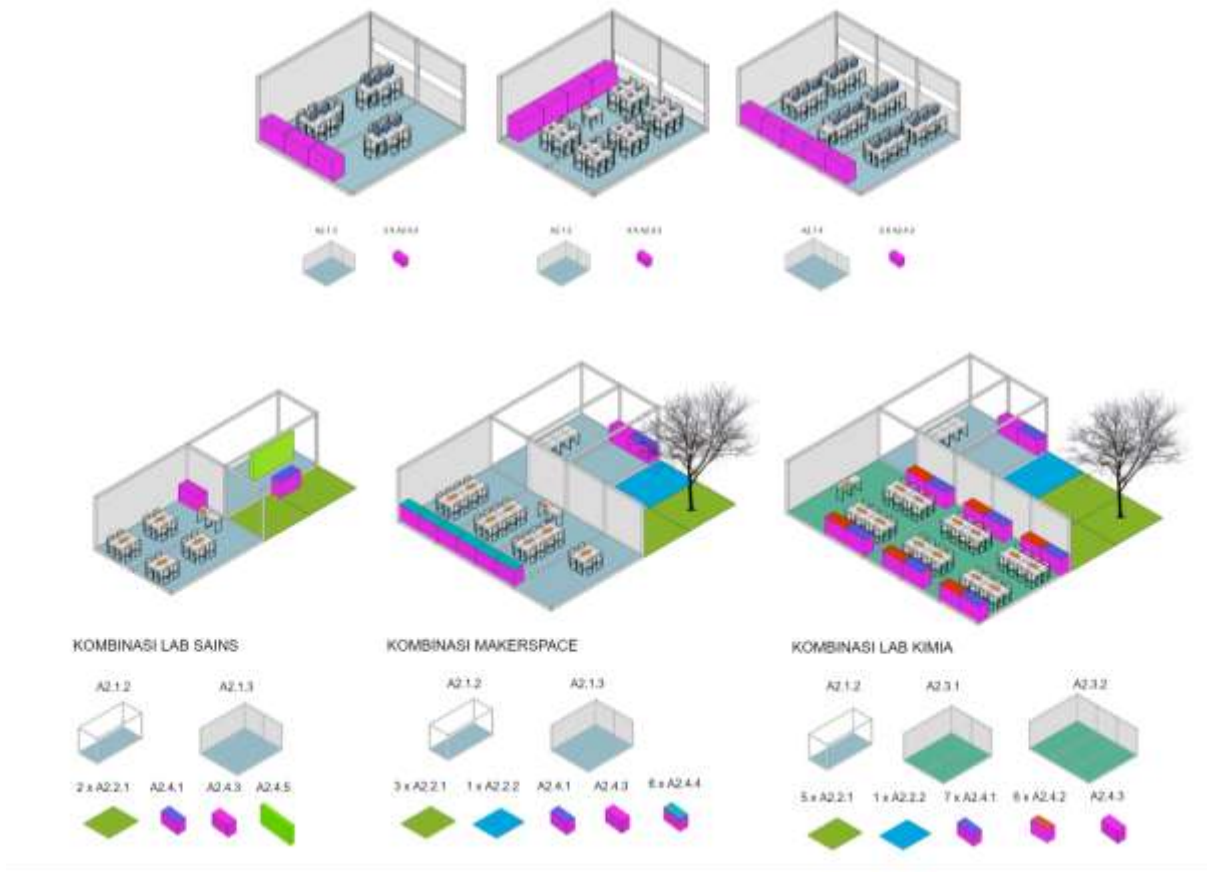 KOMBINASI LAB SAINS
KOMBINASI MAKERSPACE
KOMBINASI LAB KIMIA
A2.1.2 A2.1.3
A2.1.2 A2.1.3
A2.1.2 A2.3.1 A2.3.2
2 x A2.2.1 A2.4.1 A2.4.3 A2.4.5
3 x A2.2.1 1 x A2.2.2 A2.4.1 A2.4.3 6 x A2.4.4
5 x A2.2.1 1 x A2.2.2 7 x A2.4.1 6 x A2.4.2 A2.4.3